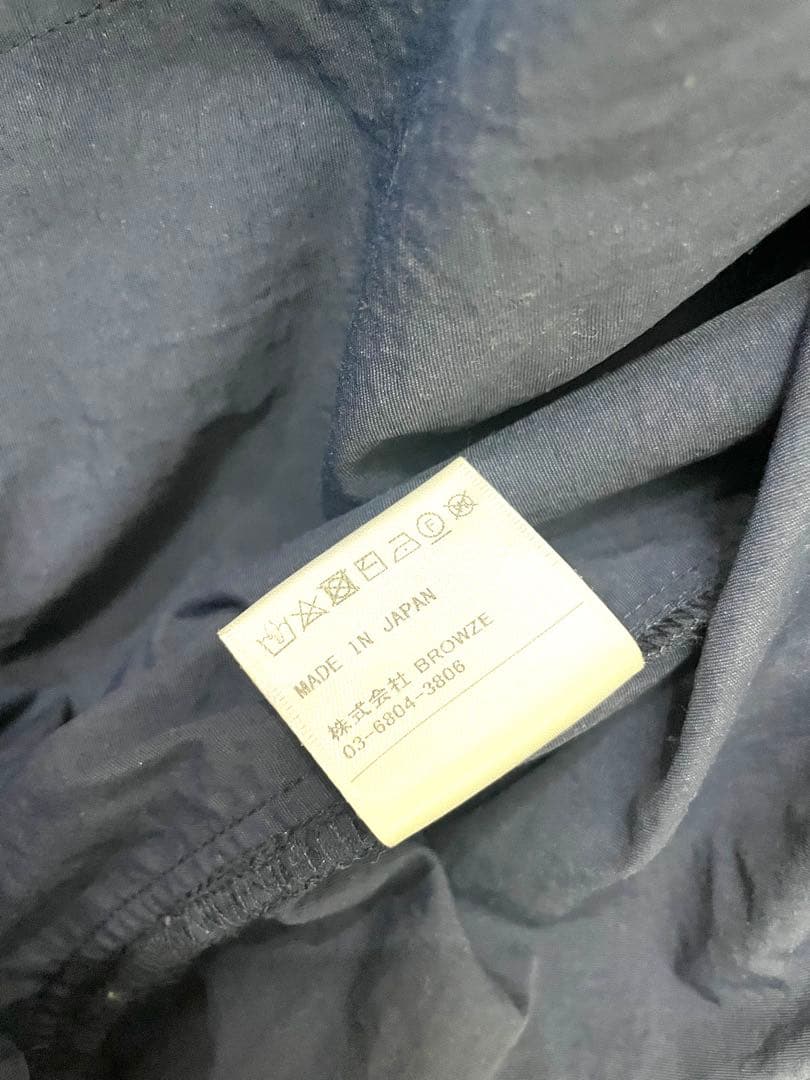 MADE IN JAPAN
株式会社 BROWZE
03-6804-3806